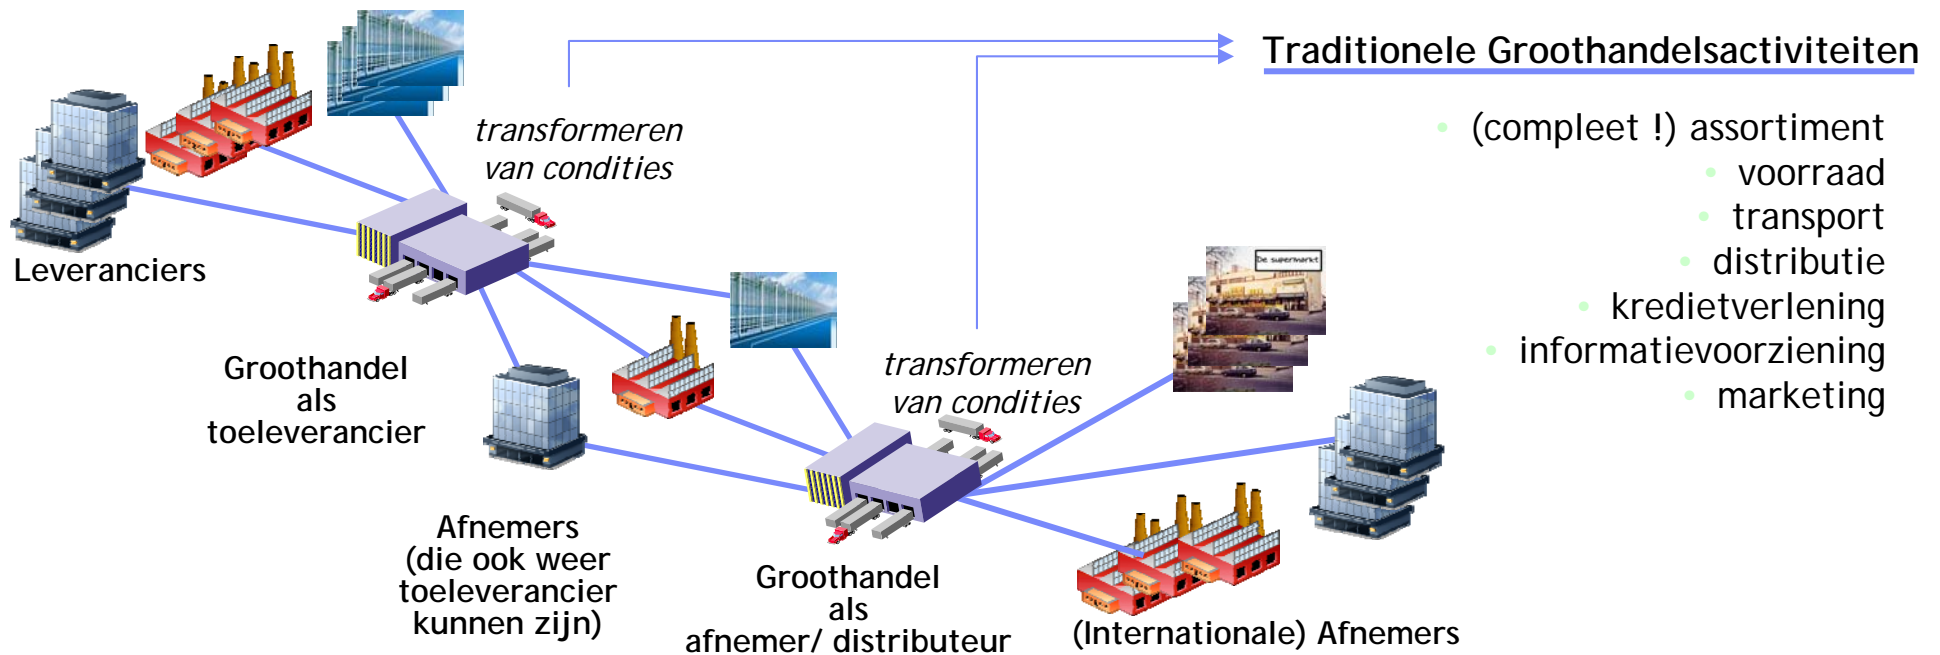 Traditionele Groothandelsactiviteiten
• (compleet !) assortiment
• voorraad
• transport
• distributie
• kredietverlening
• informatievoorziening
• marketing
transformeren
van condities
Leveranciers
De supermarkt
Groothandel
als
toeleverancier
transformeren
van condities
Afnemers
(die ook weer
toeleverancier
kunnen zijn)
Groothandel
als
afnemer/ distributeur
(Internationale) Afnemers